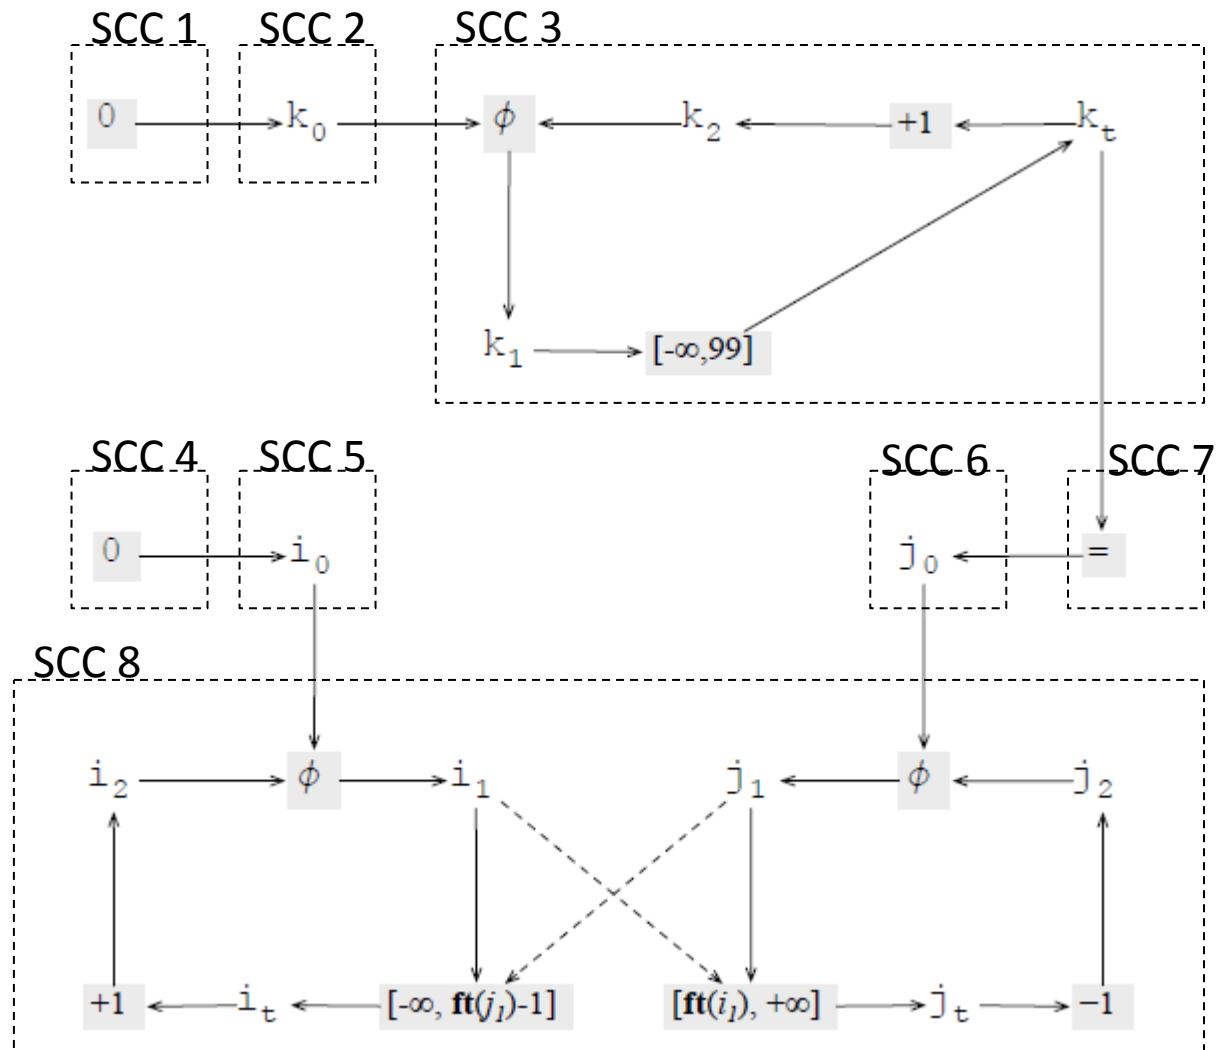 SCC 1 SCC 2 SCC 3
0 k₀ ϕ k₂ +1 kₜ
k₁ [-∞,99]
SCC 4 SCC 5 SCC 6 SCC 7
0 i₀ j₀ =
SCC 8
i₂ ϕ i₁ j₁ ϕ j₂
+1 iₜ [-∞, ft(j₁)-1] [ft(i₁), +∞] jₜ −1